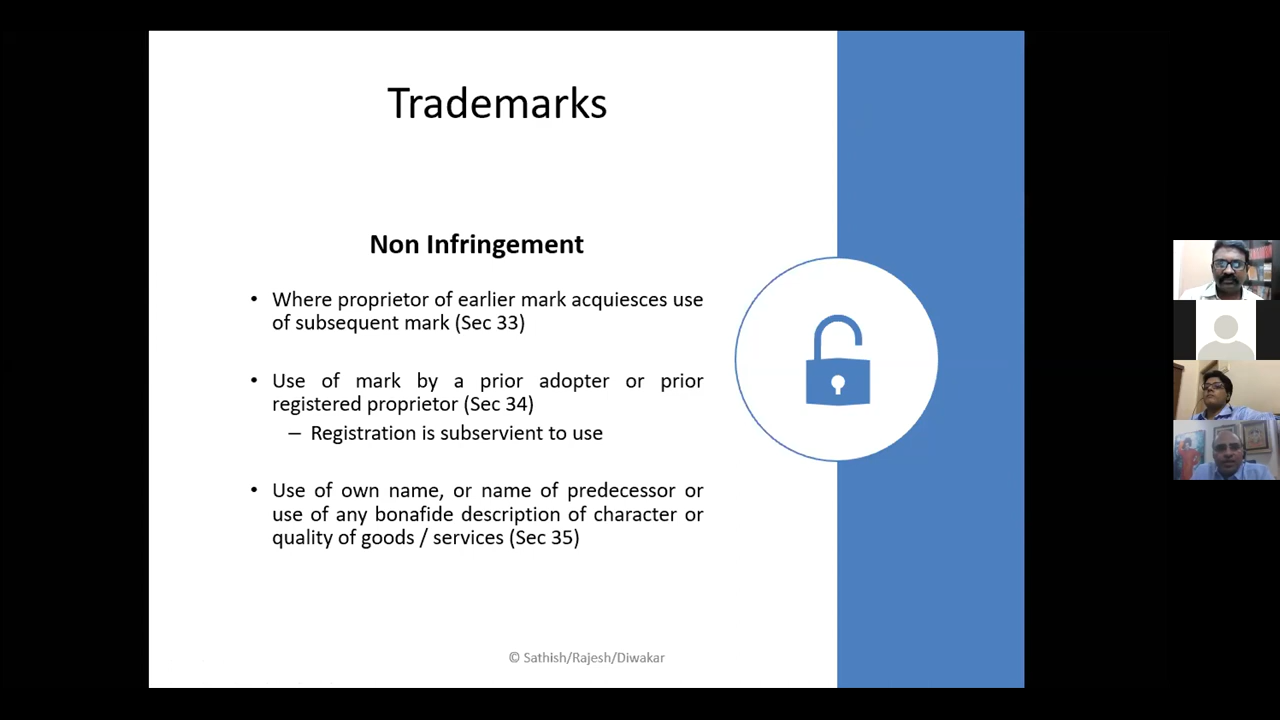 Trademarks
Non Infringement
• Where proprietor of earlier mark acquiesces use
of subsequent mark (Sec 33)
• Use of mark by a prior adopter or prior
registered proprietor (Sec 34)
– Registration is subservient to use
• Use of own name, or name of predecessor or
use of any bonafide description of character or
quality of goods / services (Sec 35)
© Sathish/Rajesh/Diwakar